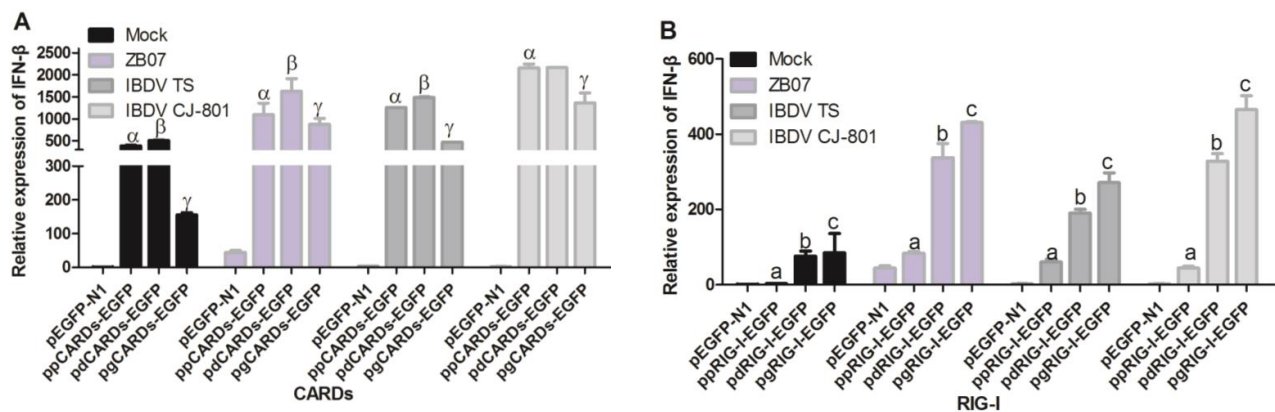 A
Relative expression of IFN-β
2500
2000
1500
1000
500
200
100
0
Mock
ZB07
IBDV TS
IBDV CJ-801
α
β
γ
α
β
γ
α
β
γ
α
γ
pEGFP-N1
ppCARDs-EGFP
pdCARDs-EGFP
pgCARDs-EGFP
pEGFP-N1
ppCARDs-EGFP
pdCARDs-EGFP
pgCARDs-EGFP
pEGFP-N1
ppCARDs-EGFP
pdCARDs-EGFP
pgCARDs-EGFP
pEGFP-N1
ppCARDs-EGFP
pdCARDs-EGFP
pgCARDs-EGFP
CARDs
B
Relative expression of IFN-β
600
400
200
0
Mock
ZB07
IBDV TS
IBDV CJ-801
a
b
c
a
b
c
a
b
c
a
b
c
pEGFP-N1
ppRIG-I-EGFP
pdRIG-I-EGFP
pgRIG-I-EGFP
pEGFP-N1
ppRIG-I-EGFP
pdRIG-I-EGFP
pgRIG-I-EGFP
pEGFP-N1
ppRIG-I-EGFP
pdRIG-I-EGFP
pgRIG-I-EGFP
pEGFP-N1
ppRIG-I-EGFP
pdRIG-I-EGFP
pgRIG-I-EGFP
RIG-I